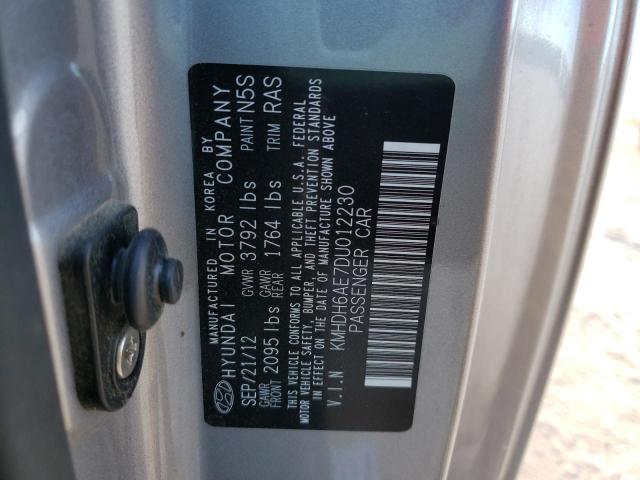 MANUFACTURED IN KOREA BY
HYUNDAI MOTOR COMPANY
SEP/21/12 GVWR 3792 lbs PAINT N5S
GAWR FRONT 2095 lbs GAWR REAR 1764 lbs TRIM RAS
THIS VEHICLE CONFORMS TO ALL APPLICABLE U.S.A. FEDERAL
MOTOR VEHICLE SAFETY, BUMPER, AND THEFT PREVENTION STANDARDS
IN EFFECT ON THE DATE OF MANUFACTURE SHOWN ABOVE
V.I.N KMHDH6AE7DU012230
PASSENGER CAR